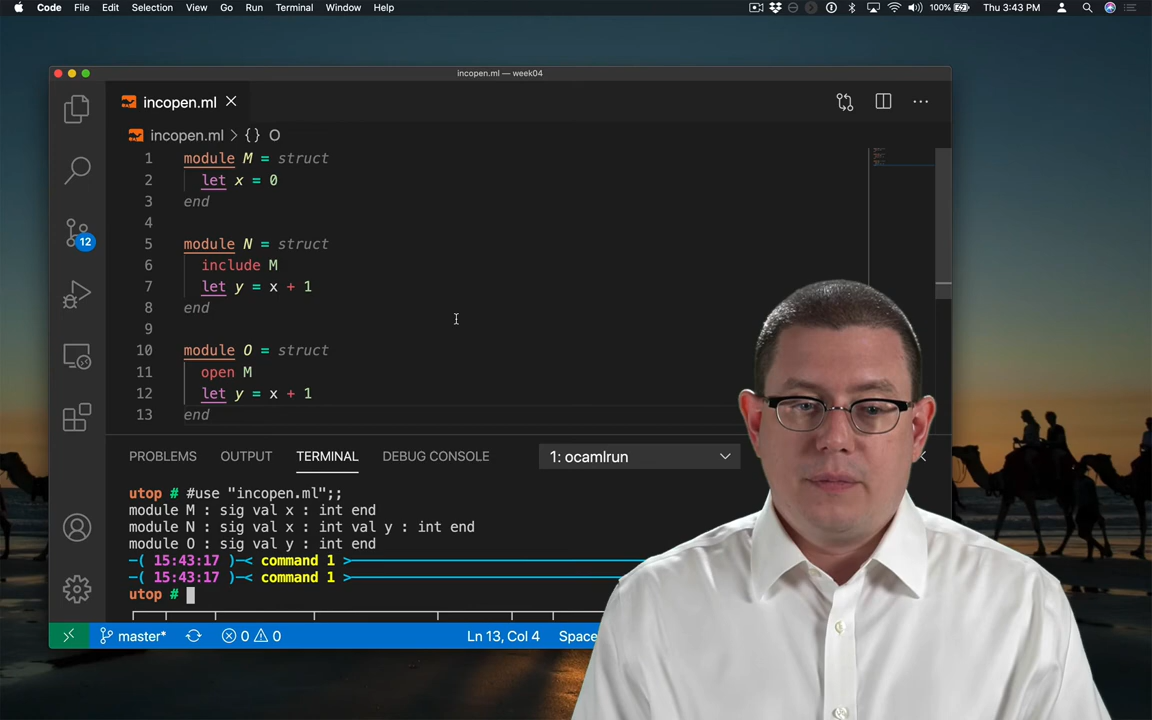 Code File Edit Selection View Go Run Terminal Window Help
100% Thu 3:43 PM
incopen.ml — week04
incopen.ml
incopen.ml > {} O
1 module M = struct
2 let x = 0
3 end
4
5 module N = struct
6 include M
7 let y = x + 1
8 end
9
10 module O = struct
11 open M
12 let y = x + 1
13 end
12
PROBLEMS OUTPUT TERMINAL DEBUG CONSOLE 1: ocamlrun
utop # #use "incopen.ml";;
module M : sig val x : int end
module N : sig val x : int val y : int end
module O : sig val y : int end
─( 15:43:17 )─< command 1 >
─( 15:43:17 )─< command 1 >
utop #
master* 0 0 Ln 13, Col 4 Space